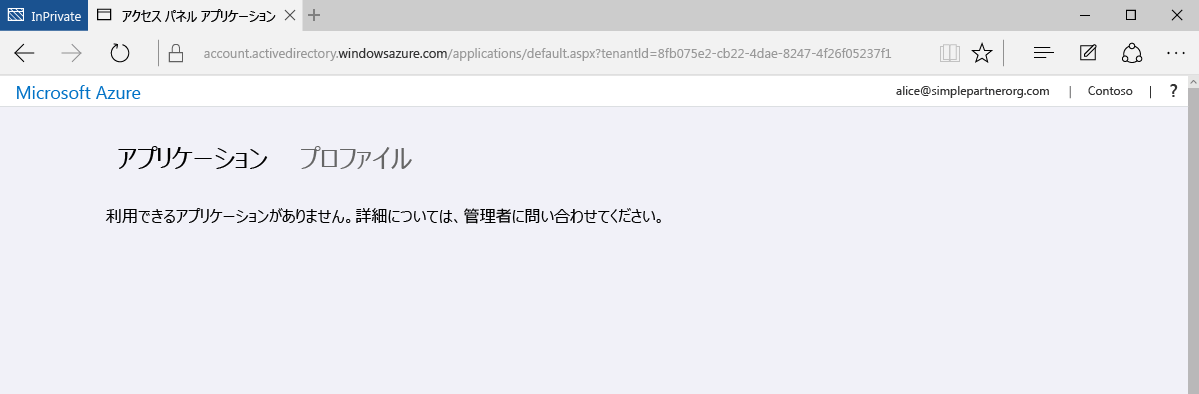 InPrivate
アクセス パネル アプリケーション
account.activedirectory.windowsazure.com/applications/default.aspx?tenantId=8fb075e2-cb22-4dae-8247-4f26f05237f1
Microsoft Azure
alice@simplepartnerorg.com | Contoso | ?
アプリケーション プロファイル
利用できるアプリケーションがありません。詳細については、管理者に問い合わせてください。